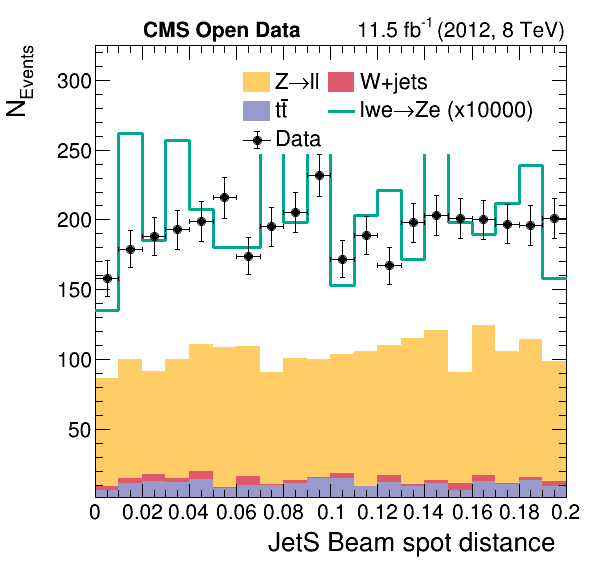 CMS Open Data 11.5 fb⁻¹ (2012, 8 TeV)
N_Events
300
250
200
150
100
50
Z→ll W+jets
tt̄ lwe→Ze (x10000)
Data
0 0.02 0.04 0.06 0.08 0.1 0.12 0.14 0.16 0.18 0.2
JetS Beam spot distance